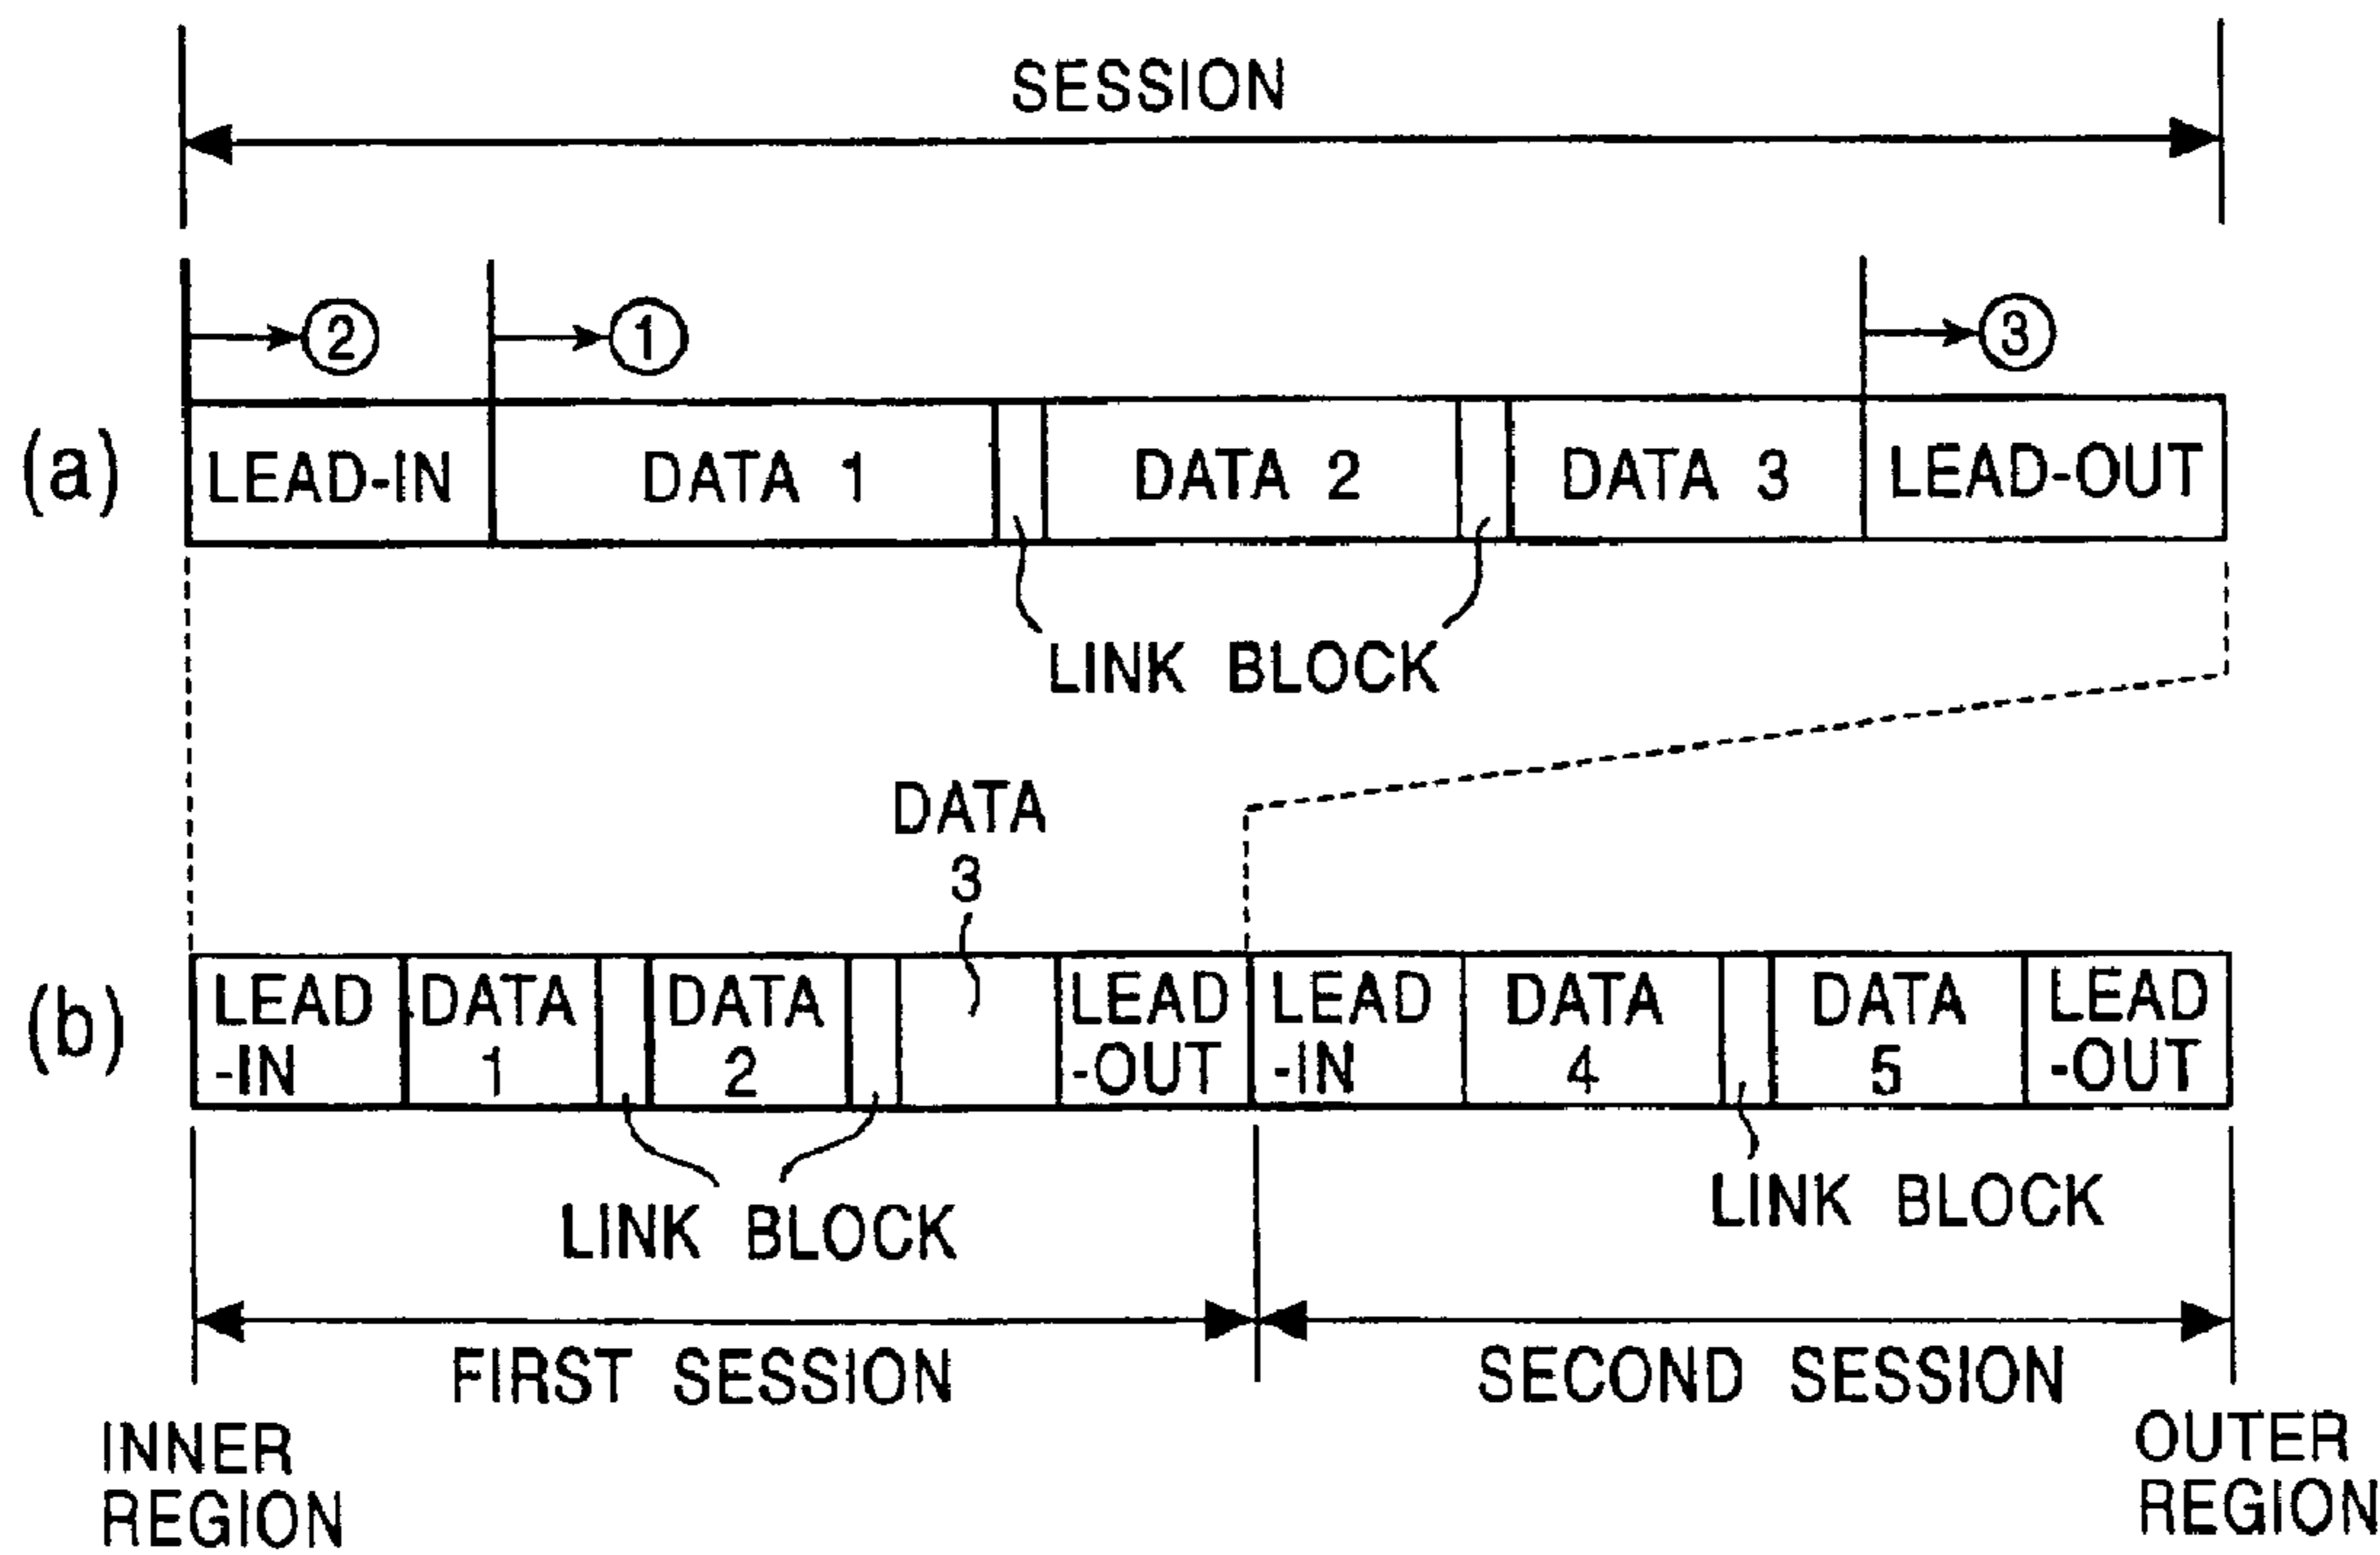 SESSION
② ① ③
(a) LEAD-IN DATA 1 DATA 2 DATA 3 LEAD-OUT
LINK BLOCK
DATA
3
(b) LEAD DATA DATA LEAD LEAD DATA DATA LEAD
-IN 1 2 -OUT -IN 4 5 -OUT
LINK BLOCK LINK BLOCK
FIRST SESSION SECOND SESSION
INNER OUTER
REGION REGION